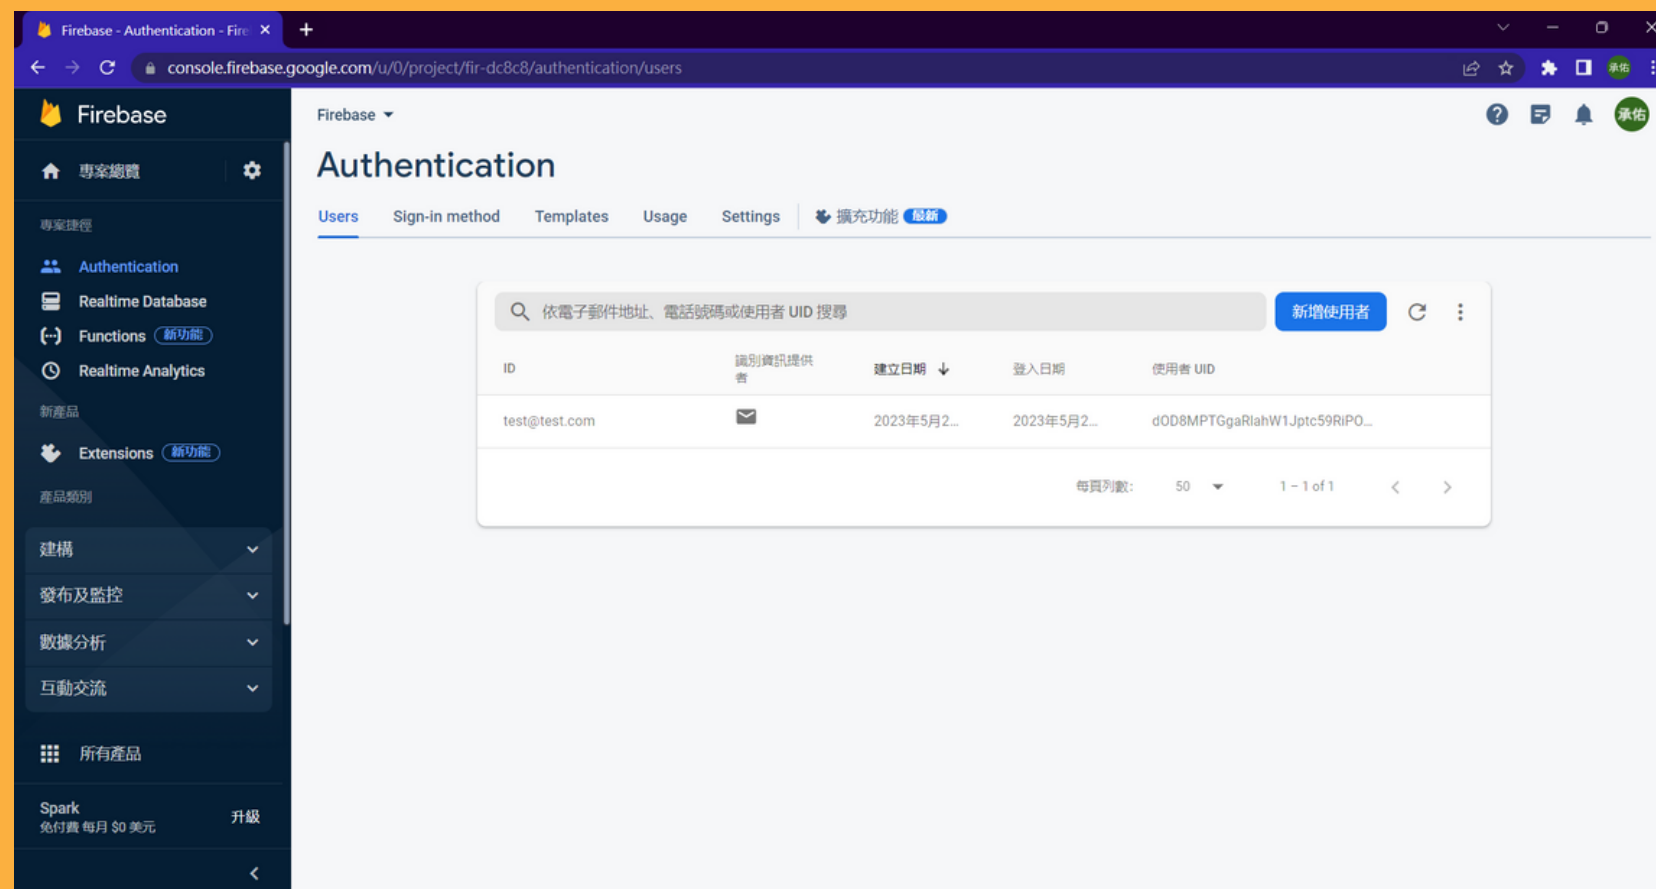 Firebase - Authentication - Fire
console.firebase.google.com/u/0/project/fir-dc8c8/authentication/users
承佑
Firebase
Firebase
承佑
專案總覽
Authentication
專案捷徑
Users Sign-in method Templates Usage Settings 擴充功能 最新
Authentication
Realtime Database
Functions 新功能
Realtime Analytics
新產品
Extensions 新功能
產品類別
建構
發布及監控
數據分析
互動交流
所有產品
Spark
免付費 每月 $0 美元
升級
依電子郵件地址、電話號碼或使用者 UID 搜尋
新增使用者
ID 識別資訊提供者 建立日期 登入日期 使用者 UID
test@test.com 2023年5月2... 2023年5月2... dOD8MPTGgaRlahW1Jptc59RiPO...
每頁列數: 50 1 – 1 of 1